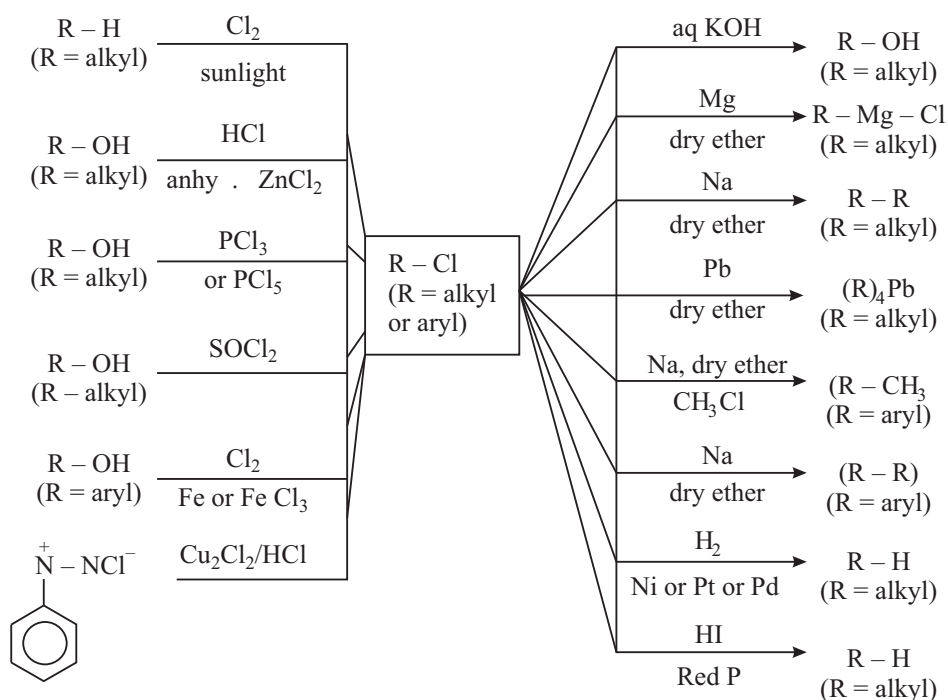 R – H
(R = alkyl)
Cl₂
sunlight
R – OH
(R = alkyl)
HCl
anhy . ZnCl₂
R – OH
(R = alkyl)
PCl₃
or PCl₅
R – OH
(R – alkyl)
SOCl₂
R – OH
(R = aryl)
Cl₂
Fe or Fe Cl₃
N⁺ – NCl⁻
Cu₂Cl₂/HCl
R – Cl
(R = alkyl
or aryl)
aq KOH
R – OH
(R = alkyl)
Mg
dry ether
R – Mg – Cl
(R = alkyl)
Na
dry ether
R – R
(R = alkyl)
Pb
dry ether
(R)₄Pb
(R = alkyl)
Na, dry ether
CH₃Cl
(R – CH₃
(R = aryl)
Na
dry ether
(R – R)
(R = aryl)
H₂
Ni or Pt or Pd
R – H
(R = alkyl)
HI
Red P
R – H
(R = alkyl)